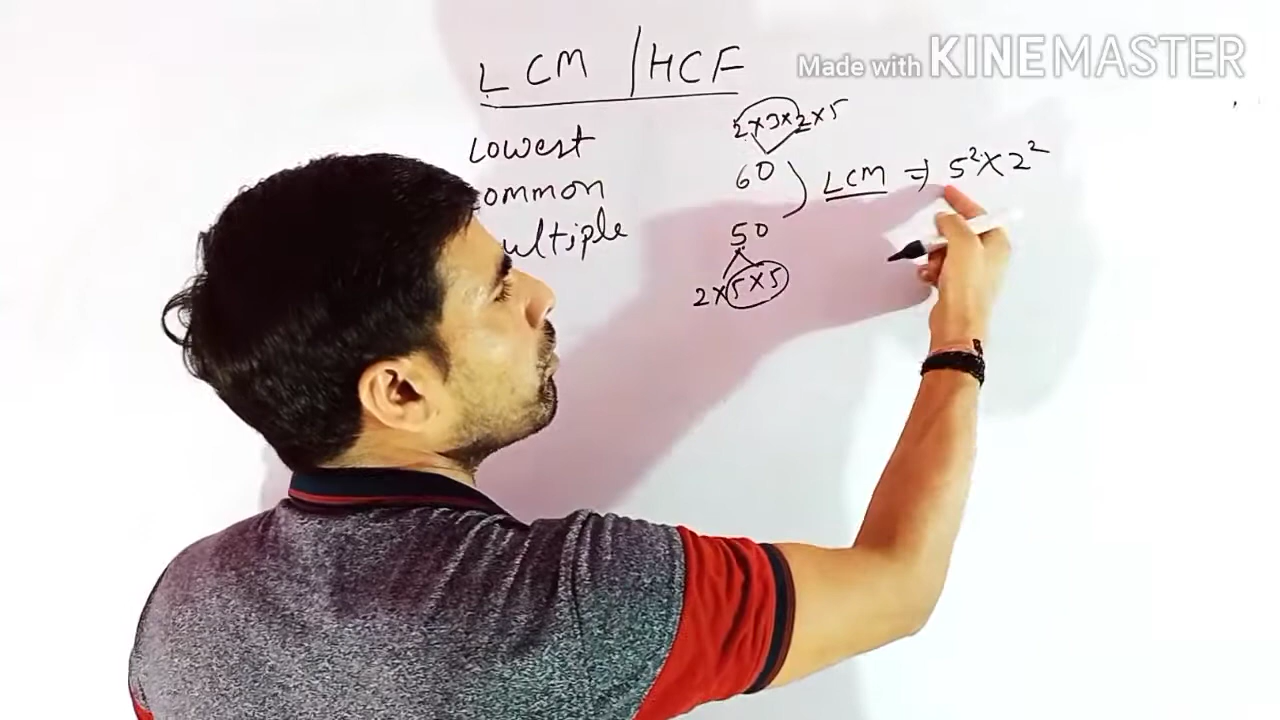 LCM / HCF
Made with KINEMASTER
Lowest
ommon
ultiple
2×3×2×5
60
LCM ⇒ 5²×2²
50
2×5×5